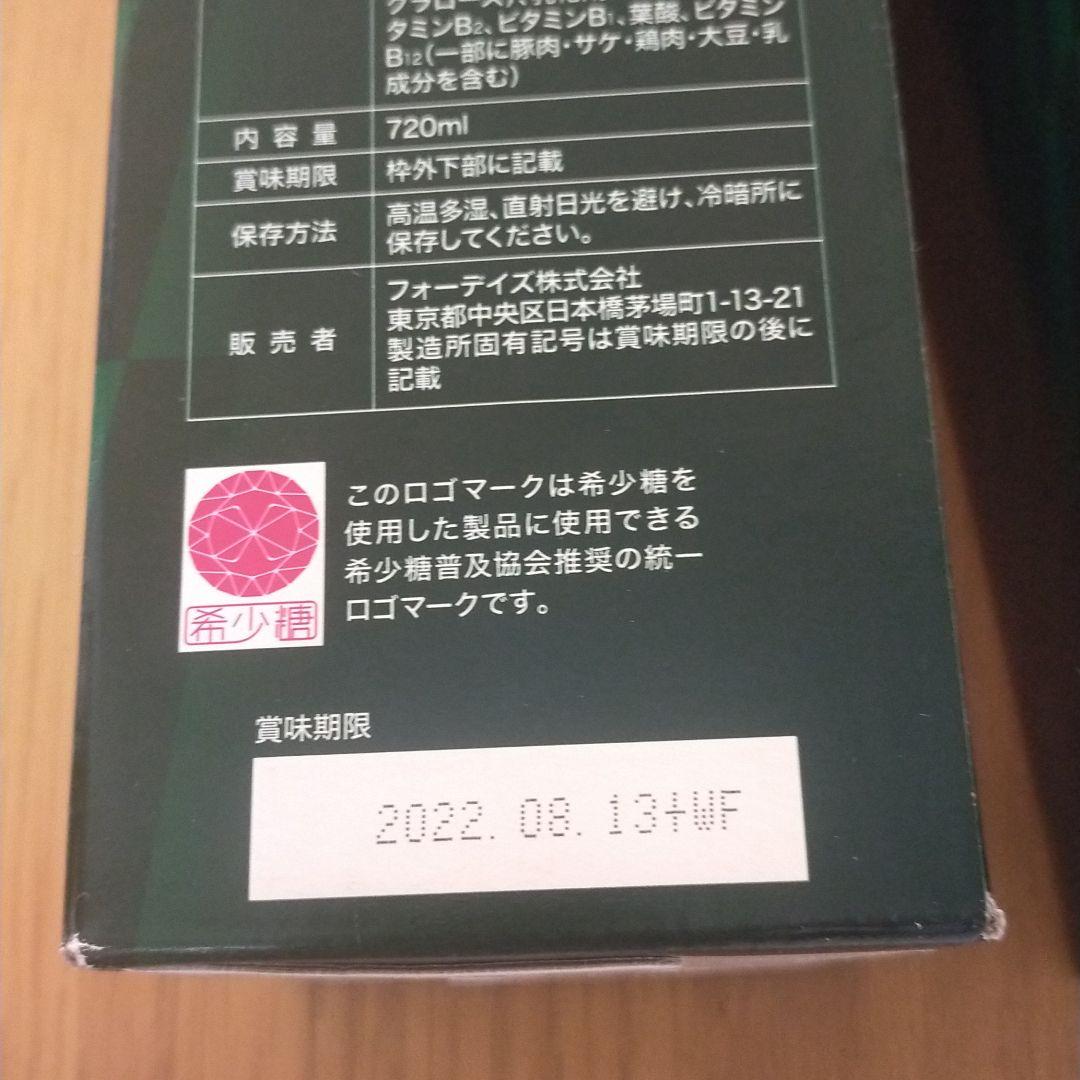 タミンB2、ビタミンB1、葉酸、ビタミン
B12(一部に豚肉・サケ・鶏肉・大豆・乳
成分を含む)
内容量 720ml
賞味期限 枠外下部に記載
保存方法 高温多湿、直射日光を避け、冷暗所に
保存してください。
販売者 フォーデイズ株式会社
東京都中央区日本橋茅場町1-13-21
製造所固有記号は賞味期限の後に
記載
このロゴマークは希少糖を
使用した製品に使用できる
希少糖普及協会推奨の統一
ロゴマークです。
希少糖
賞味期限
2022.08.13+WF